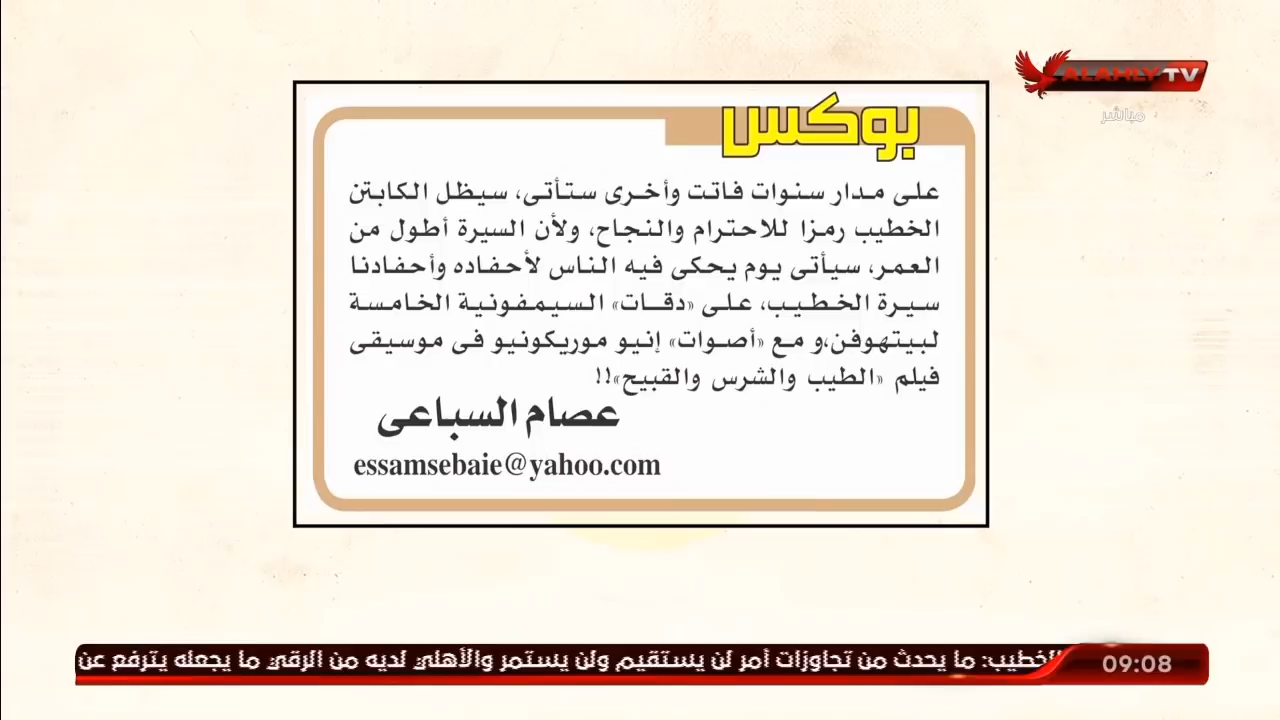 ALAHLY TV
مباشر
بوكس
على مدار سنوات فاتت وأخرى ستأتى، سيظل الكابتن
الخطيب رمزا للاحترام والنجاح، ولأن السيرة أطول من
العمر، سيأتى يوم يحكى فيه الناس لأحفاده وأحفادنا
سيرة الخطيب، على «دقات» السيمفونية الخامسة
لبيتهوفن،و مع «أصوات» إنيو موريكونيو فى موسيقى
فيلم «الطيب والشرس والقبيح»!!
عصام السباعى
essamsebaie@yahoo.com
الخطيب: ما يحدث من تجاوزات أمر لن يستقيم ولن يستمر والأهلي لديه من الرقي ما يجعله يترفع عن
09:08